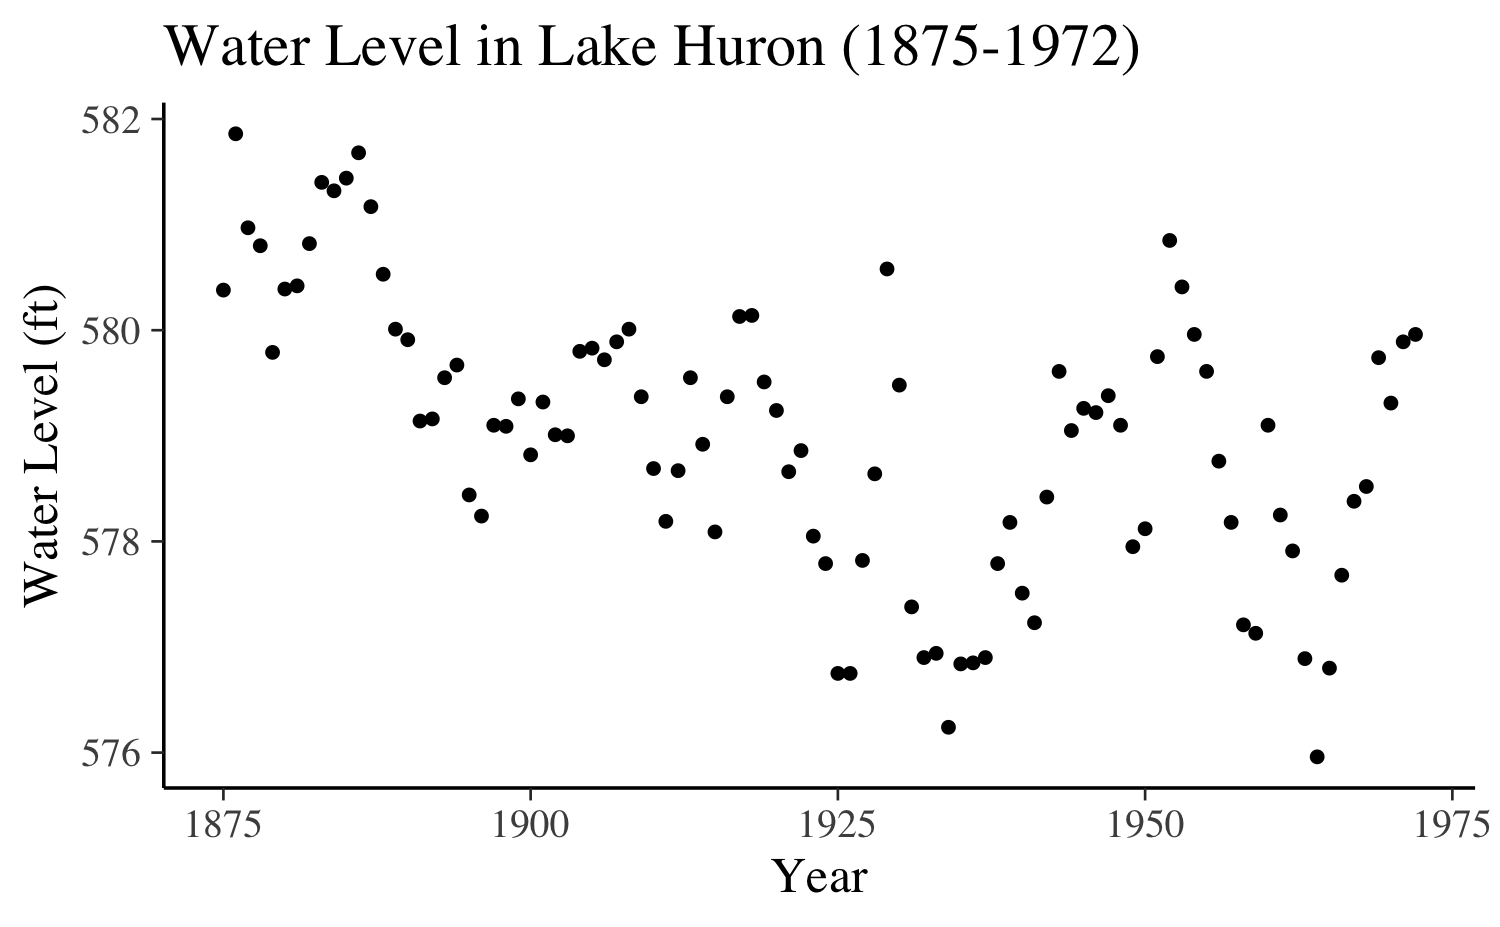 Water Level in Lake Huron (1875-1972)
Water Level (ft)
582
580
578
576
1875 1900 1925 1950 1975
Year